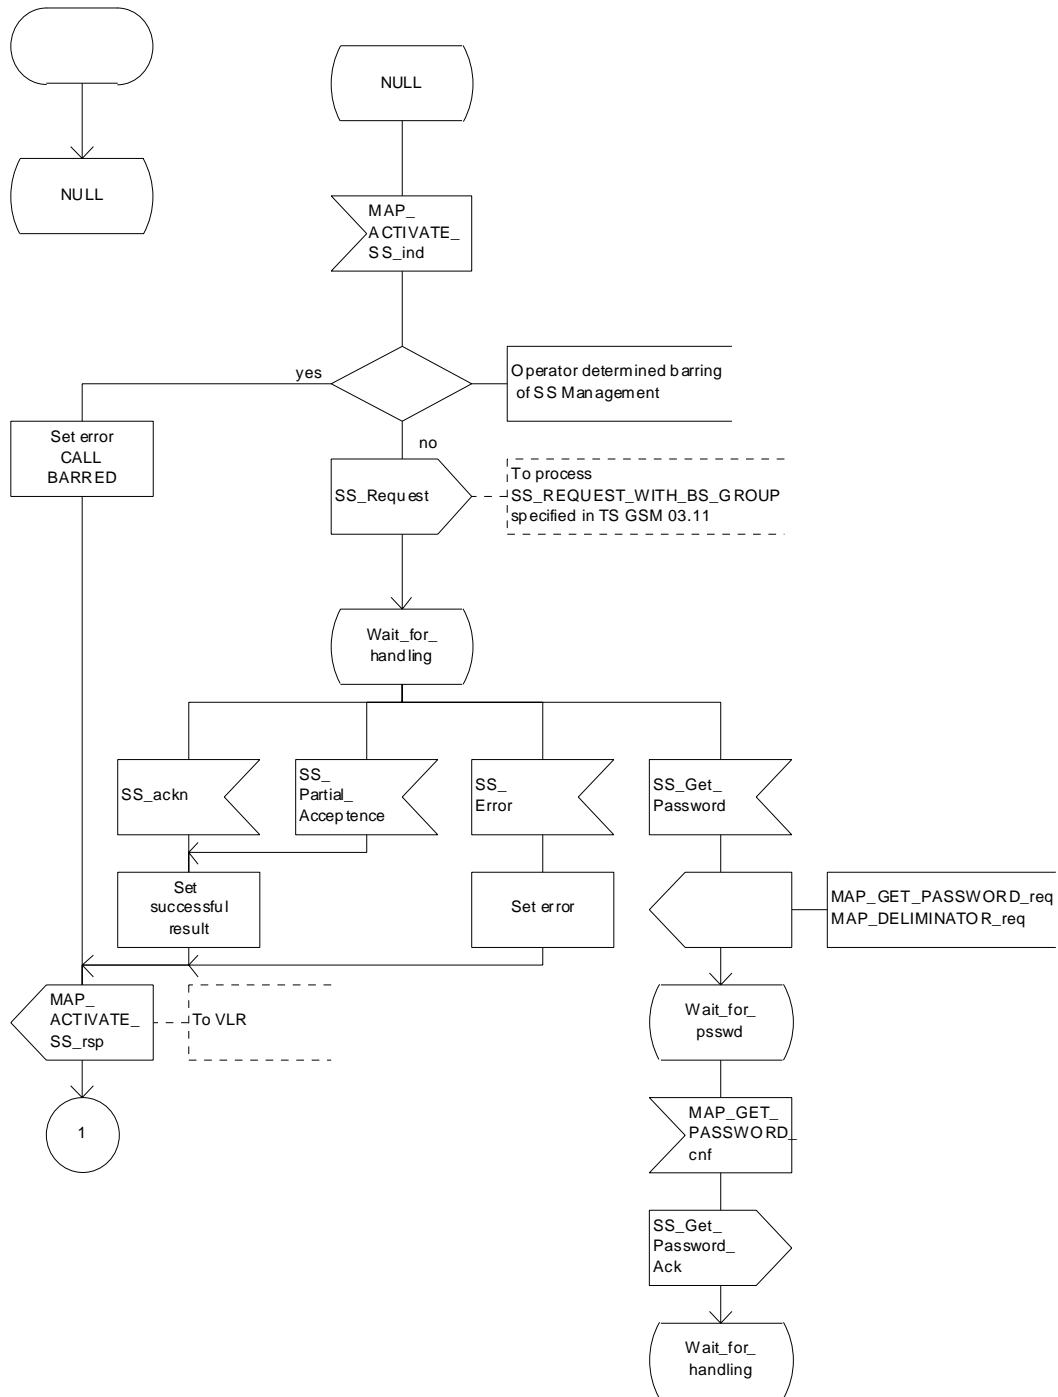 NULL
NULL
MAP_
ACTIVATE_
SS_ind
yes
Operator determined barring
of SS Management
Set error
CALL
BARRED
no
SS_Request
To process
SS_REQUEST_WITH_BS_GROUP
specified in TS GSM 03.11
Wait_for_
handling
SS_ackn
SS_
Partial_
Acceptence
SS_
Error
SS_Get_
Password
Set
successful
result
Set error
MAP_GET_PASSWORD_req
MAP_DELIMINATOR_req
MAP_
ACTIVATE_
SS_rsp
To VLR
Wait_for_
psswd
1
MAP_GET_
PASSWORD_
cnf
SS_Get_
Password_
Ack
Wait_for_
handling